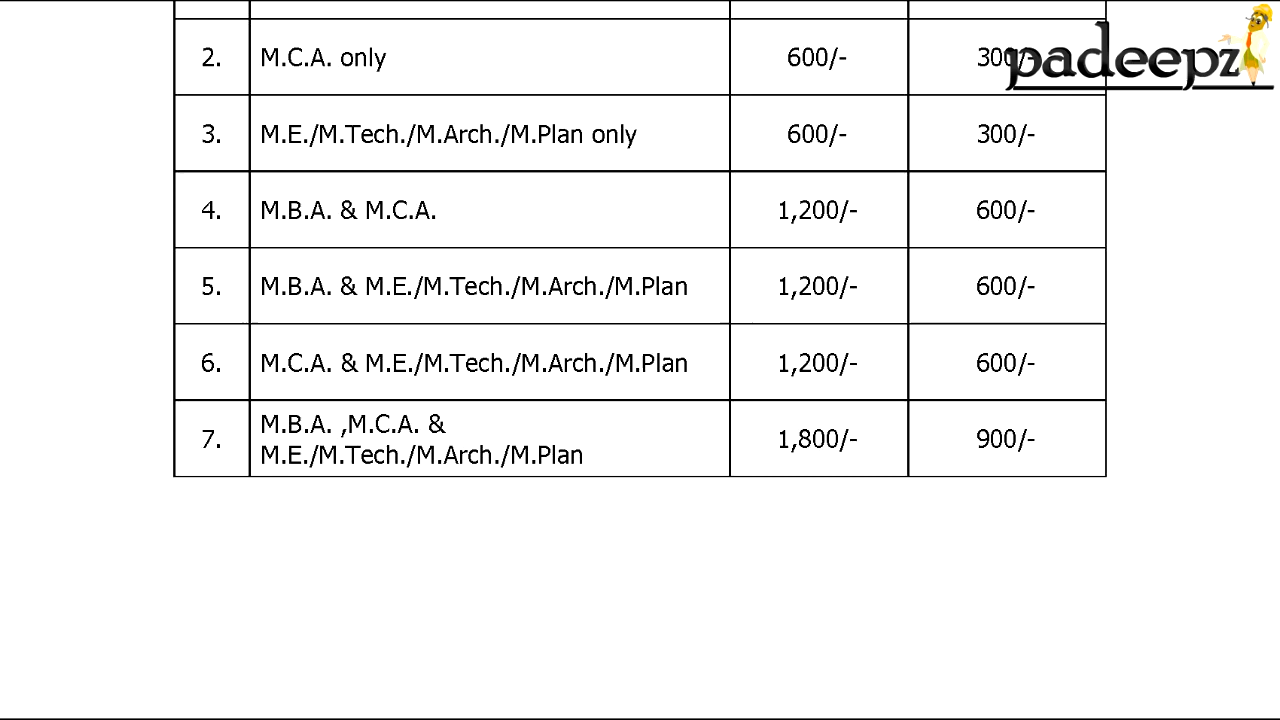 2. M.C.A. only 600/- 300/-
padeepz
3. M.E./M.Tech./M.Arch./M.Plan only 600/- 300/-
4. M.B.A. & M.C.A. 1,200/- 600/-
5. M.B.A. & M.E./M.Tech./M.Arch./M.Plan 1,200/- 600/-
6. M.C.A. & M.E./M.Tech./M.Arch./M.Plan 1,200/- 600/-
7. M.B.A. ,M.C.A. &
M.E./M.Tech./M.Arch./M.Plan 1,800/- 900/-